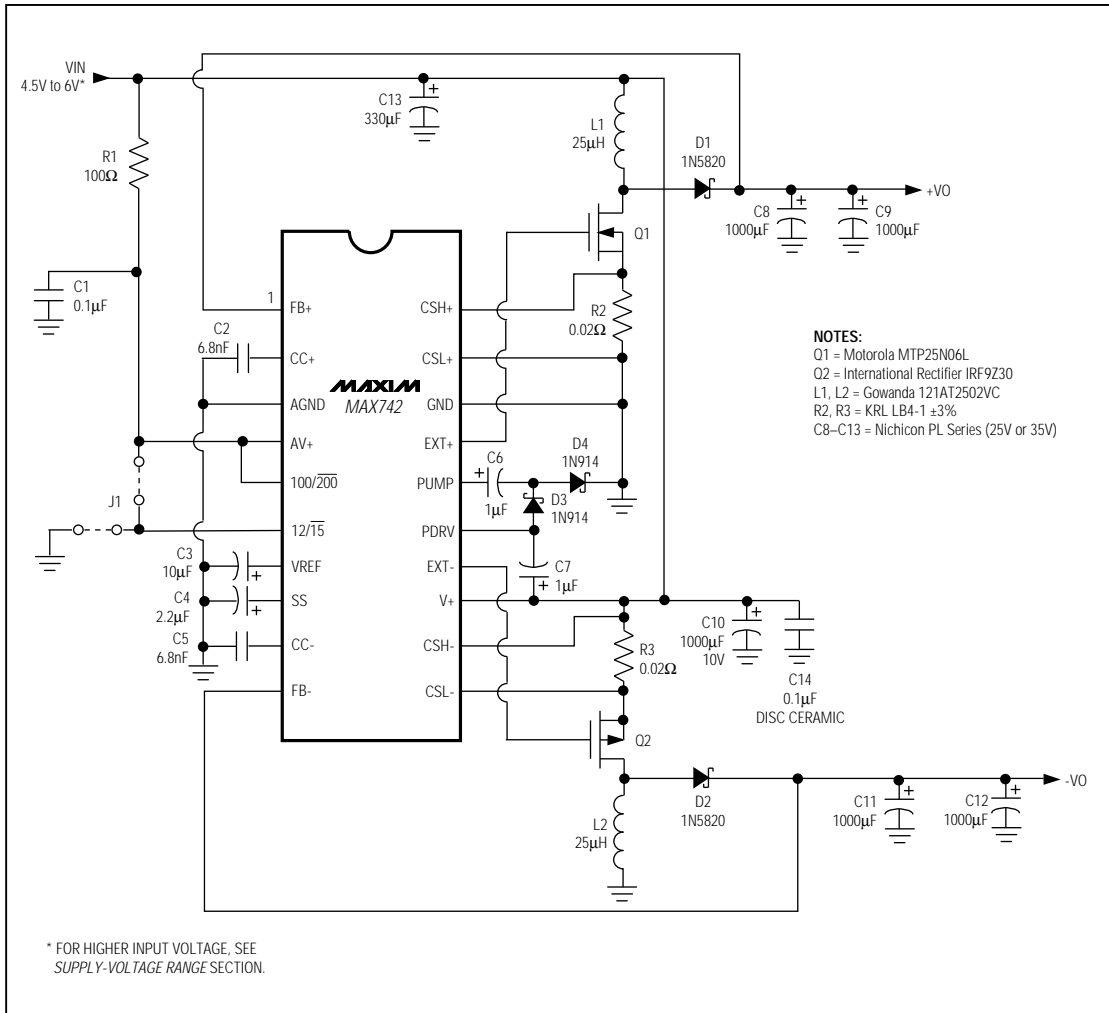 VIN
4.5V to 6V*
R1
100Ω
C1
0.1µF
C13
330µF
L1
25µH
D1
1N5820
+VO
C8
1000µF
C9
1000µF
Q1
R2
0.02Ω
1
FB+
CC+
AGND
AV+
100/200
12/15
VREF
SS
CC-
FB-
MAXIM
MAX742
CSH+
CSL+
GND
EXT+
PUMP
PDRV
EXT-
V+
CSH-
CSL-
C2
6.8nF
J1
C3
10µF
C4
2.2µF
C5
6.8nF
C6
+
1µF
D4
1N914
D3
1N914
C7
1µF
NOTES:
Q1 = Motorola MTP25N06L
Q2 = International Rectifier IRF9Z30
L1, L2 = Gowanda 121AT2502VC
R2, R3 = KRL LB4-1 ±3%
C8–C13 = Nichicon PL Series (25V or 35V)
R3
0.02Ω
C10
1000µF
10V
C14
0.1µF
DISC CERAMIC
Q2
D2
1N5820
L2
25µH
C11
1000µF
C12
1000µF
-VO
* FOR HIGHER INPUT VOLTAGE, SEE
SUPPLY-VOLTAGE RANGE SECTION.